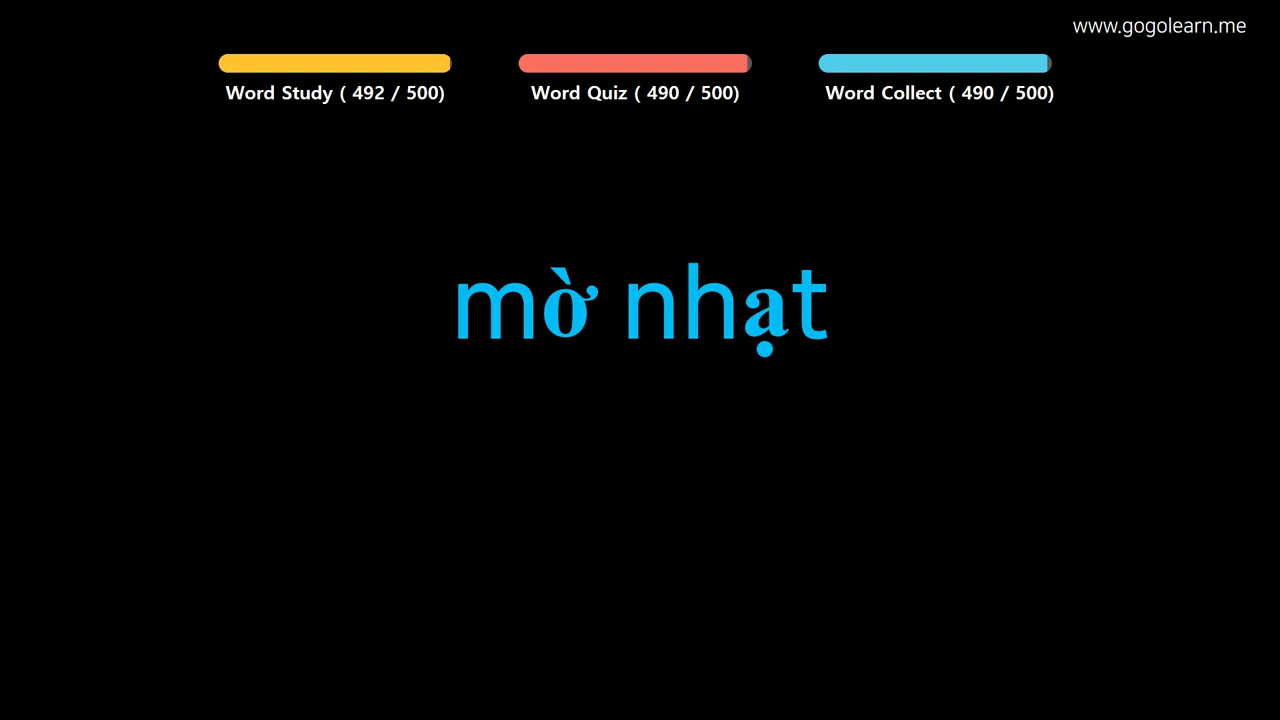 www.gogolearn.me
Word Study ( 492 / 500)
Word Quiz ( 490 / 500)
Word Collect ( 490 / 500)
mờ nhạt